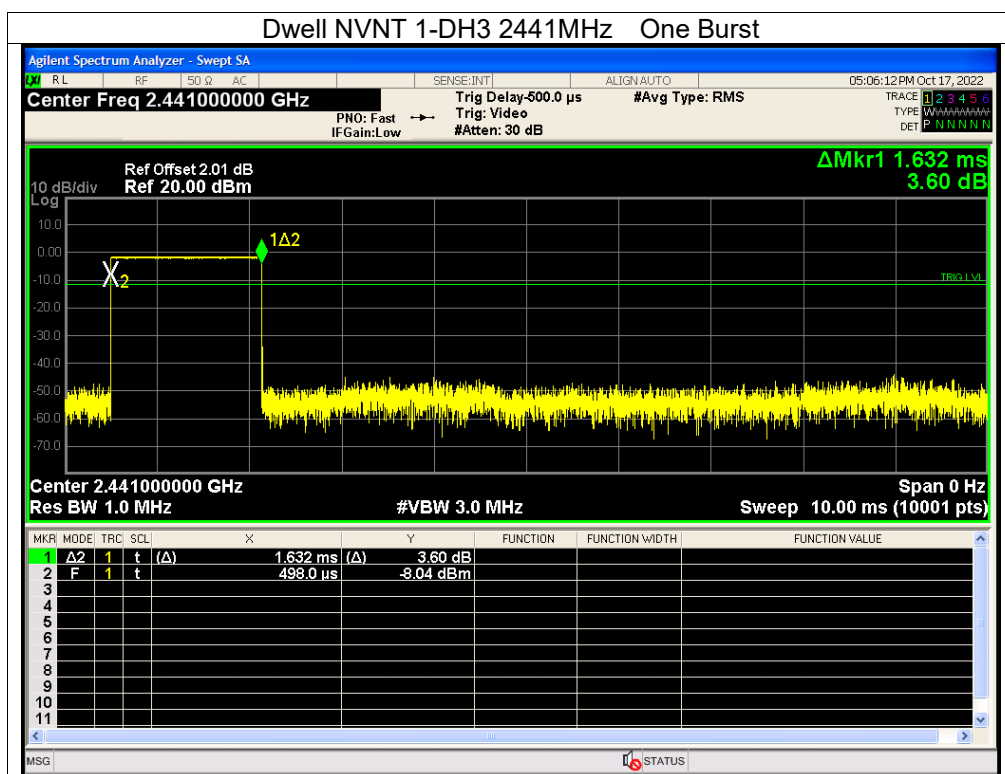 Dwell NVNT 1-DH3 2441MHz One Burst
Agilent Spectrum Analyzer - Swept SA
LXI RL RF 50 Ω AC SENSE:INT ALIGN AUTO 05:06:12 PM Oct 17, 2022
Center Freq 2.441000000 GHz Trig Delay-500.0 µs #Avg Type: RMS TRACE 1 2 3 4 5 6
PNO: Fast Trig: Video TYPE WWWWWW
IFGain:Low #Atten: 30 dB DET P N N N N N
ΔMkr1 1.632 ms
3.60 dB
Ref Offset 2.01 dB
10 dB/div Ref 20.00 dBm
Log
10.0
0.00
-10.0
-20.0
-30.0
-40.0
-50.0
-60.0
-70.0
1Δ2
2
TRIG LVL
Center 2.441000000 GHz Span 0 Hz
Res BW 1.0 MHz #VBW 3.0 MHz Sweep 10.00 ms (10001 pts)
MKR MODE TRC SCL X Y FUNCTION FUNCTION WIDTH FUNCTION VALUE
1 Δ2 1 t (Δ) 1.632 ms (Δ) 3.60 dB
2 F 1 t 498.0 µs -8.04 dBm
3
4
5
6
7
8
9
10
11
MSG STATUS